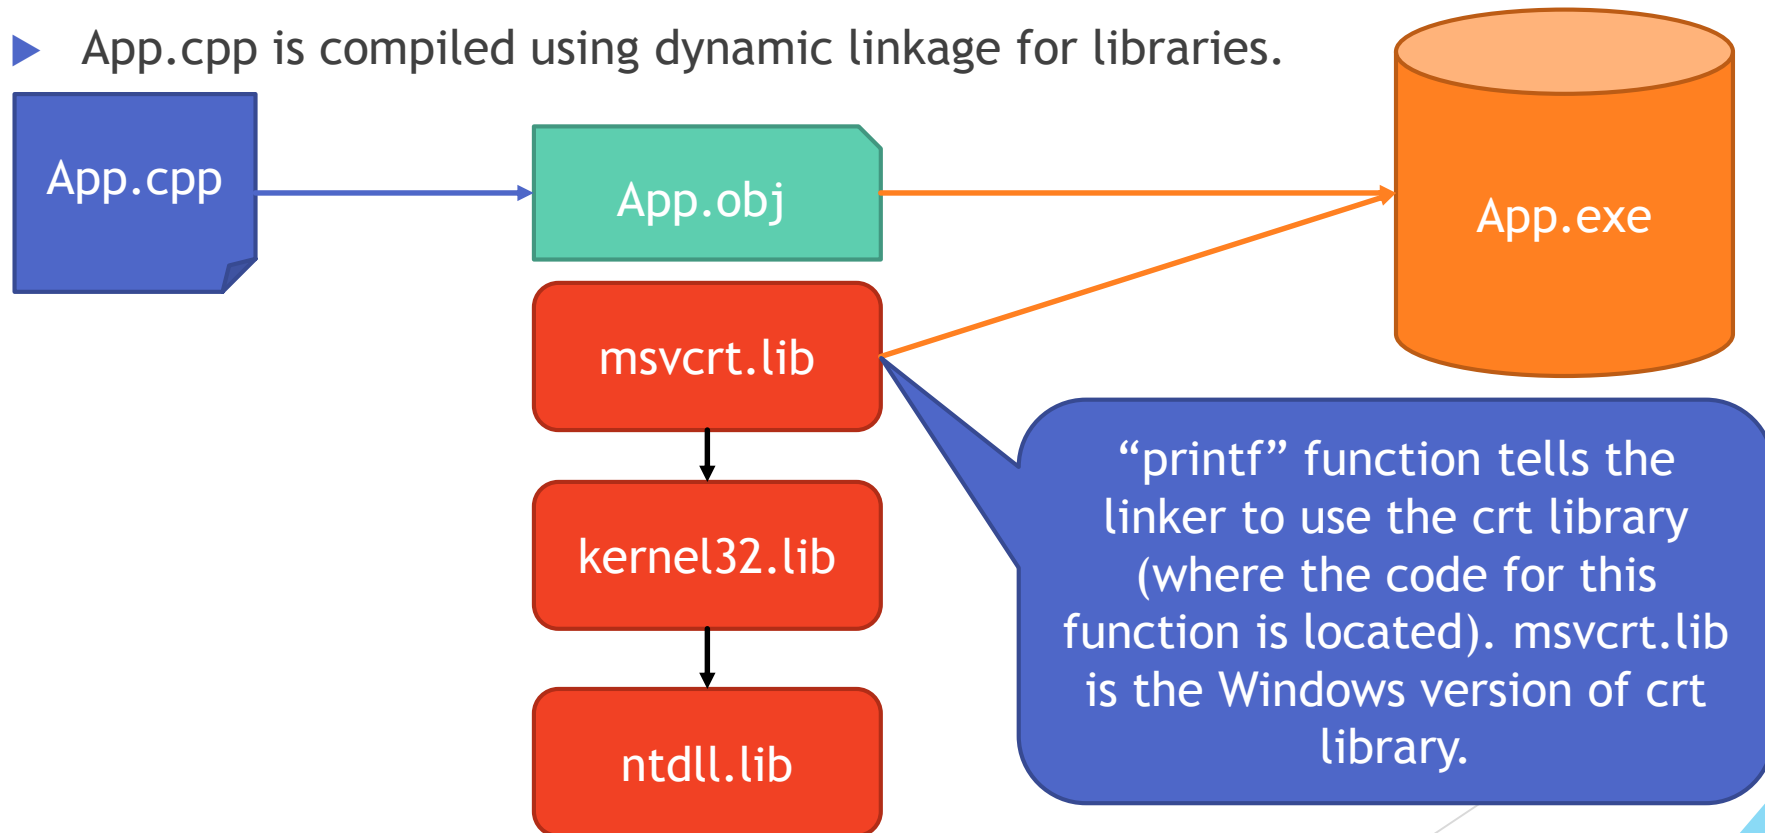 App.cpp is compiled using dynamic linkage for libraries.
App.cpp
App.obj
App.exe
msvcrt.lib
kernel32.lib
ntdll.lib
“printf” function tells the
linker to use the crt library
(where the code for this
function is located). msvcrt.lib
is the Windows version of crt
library.